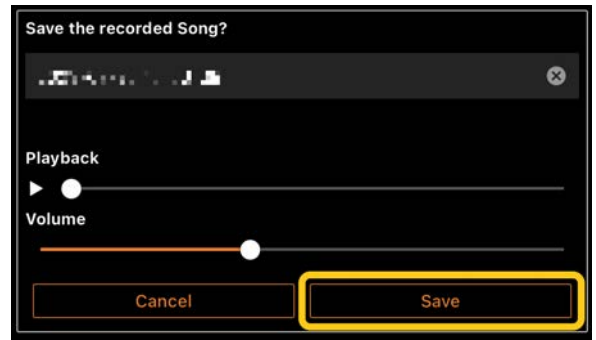 Save the recorded Song?
Playback
Volume
Cancel
Save